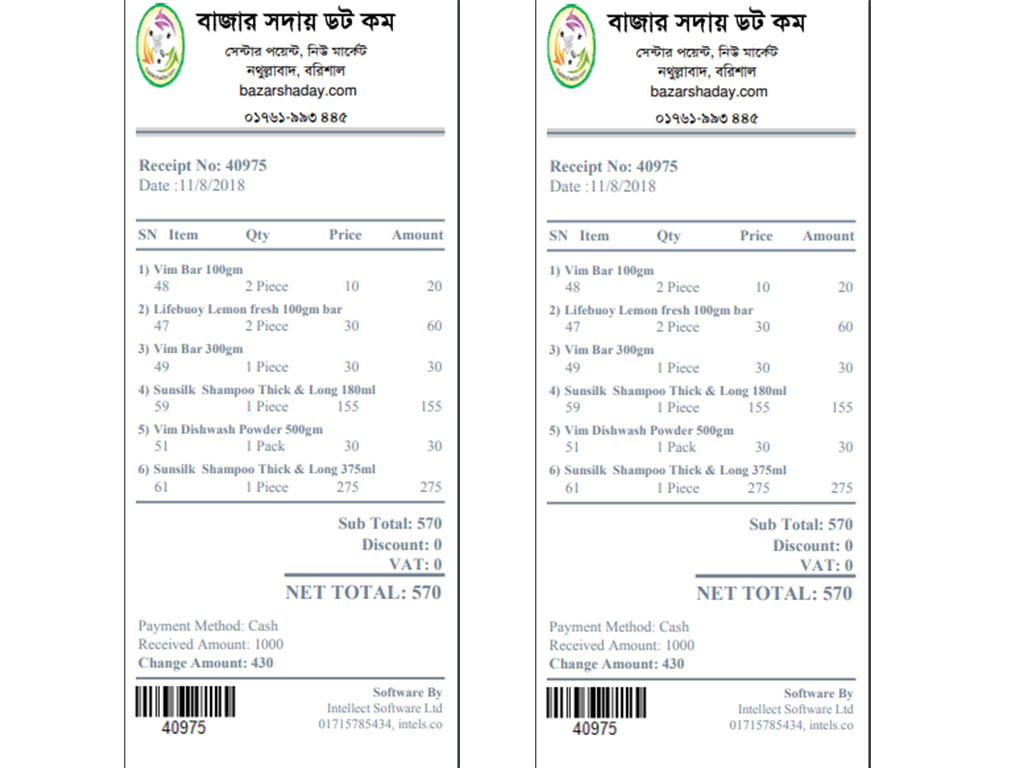 বাজার সদায় ডট কম
সেন্টার পয়েন্ট, নিউ মার্কেট
নথুল্লাবাদ, বরিশাল
bazarshaday.com
০১৭৬১-৯৯৩ ৪৪৫
Receipt No: 40975
Date :11/8/2018
SN Item Qty Price Amount
1) Vim Bar 100gm
48 2 Piece 10 20
2) Lifebuoy Lemon fresh 100gm bar
47 2 Piece 30 60
3) Vim Bar 300gm
49 1 Piece 30 30
4) Sunsilk Shampoo Thick & Long 180ml
59 1 Piece 155 155
5) Vim Dishwash Powder 500gm
51 1 Pack 30 30
6) Sunsilk Shampoo Thick & Long 375ml
61 1 Piece 275 275
Sub Total: 570
Discount: 0
VAT: 0
NET TOTAL: 570
Payment Method: Cash
Received Amount: 1000
Change Amount: 430
40975
Software By
Intellect Software Ltd
01715785434, intels.co
বাজার সদায় ডট কম
সেন্টার পয়েন্ট, নিউ মার্কেট
নথুল্লাবাদ, বরিশাল
bazarshaday.com
০১৭৬১-৯৯৩ ৪৪৫
Receipt No: 40975
Date :11/8/2018
SN Item Qty Price Amount
1) Vim Bar 100gm
48 2 Piece 10 20
2) Lifebuoy Lemon fresh 100gm bar
47 2 Piece 30 60
3) Vim Bar 300gm
49 1 Piece 30 30
4) Sunsilk Shampoo Thick & Long 180ml
59 1 Piece 155 155
5) Vim Dishwash Powder 500gm
51 1 Pack 30 30
6) Sunsilk Shampoo Thick & Long 375ml
61 1 Piece 275 275
Sub Total: 570
Discount: 0
VAT: 0
NET TOTAL: 570
Payment Method: Cash
Received Amount: 1000
Change Amount: 430
40975
Software By
Intellect Software Ltd
01715785434, intels.co